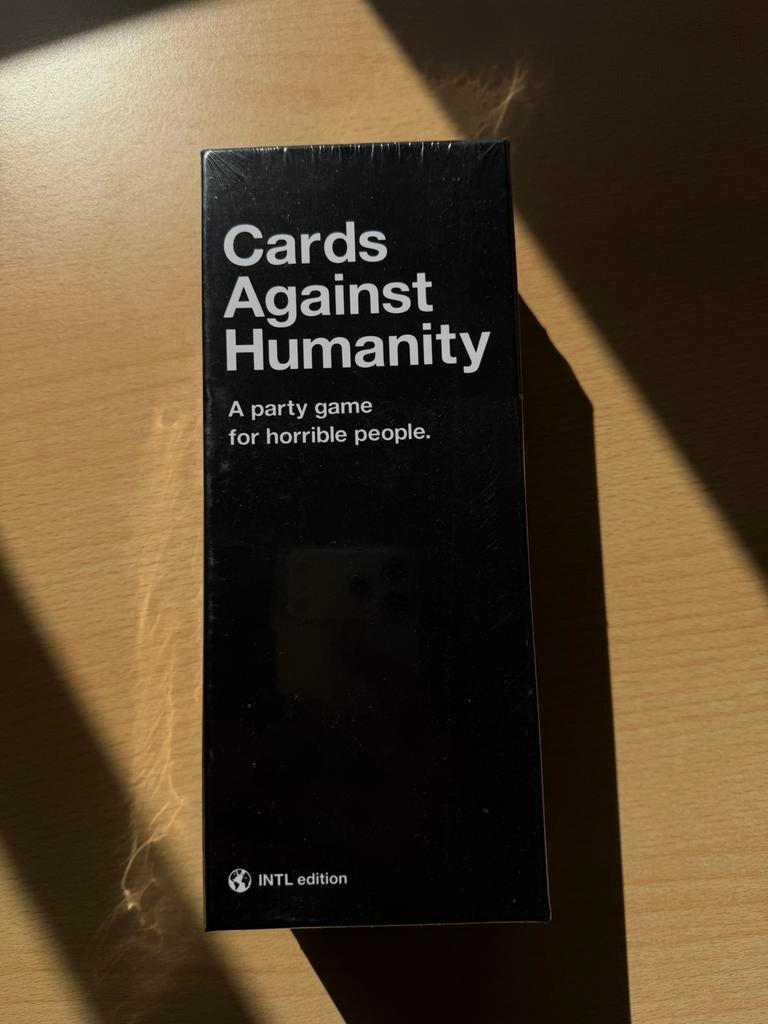 Cards
Against
Humanity
A party game
for horrible people.
INTL edition